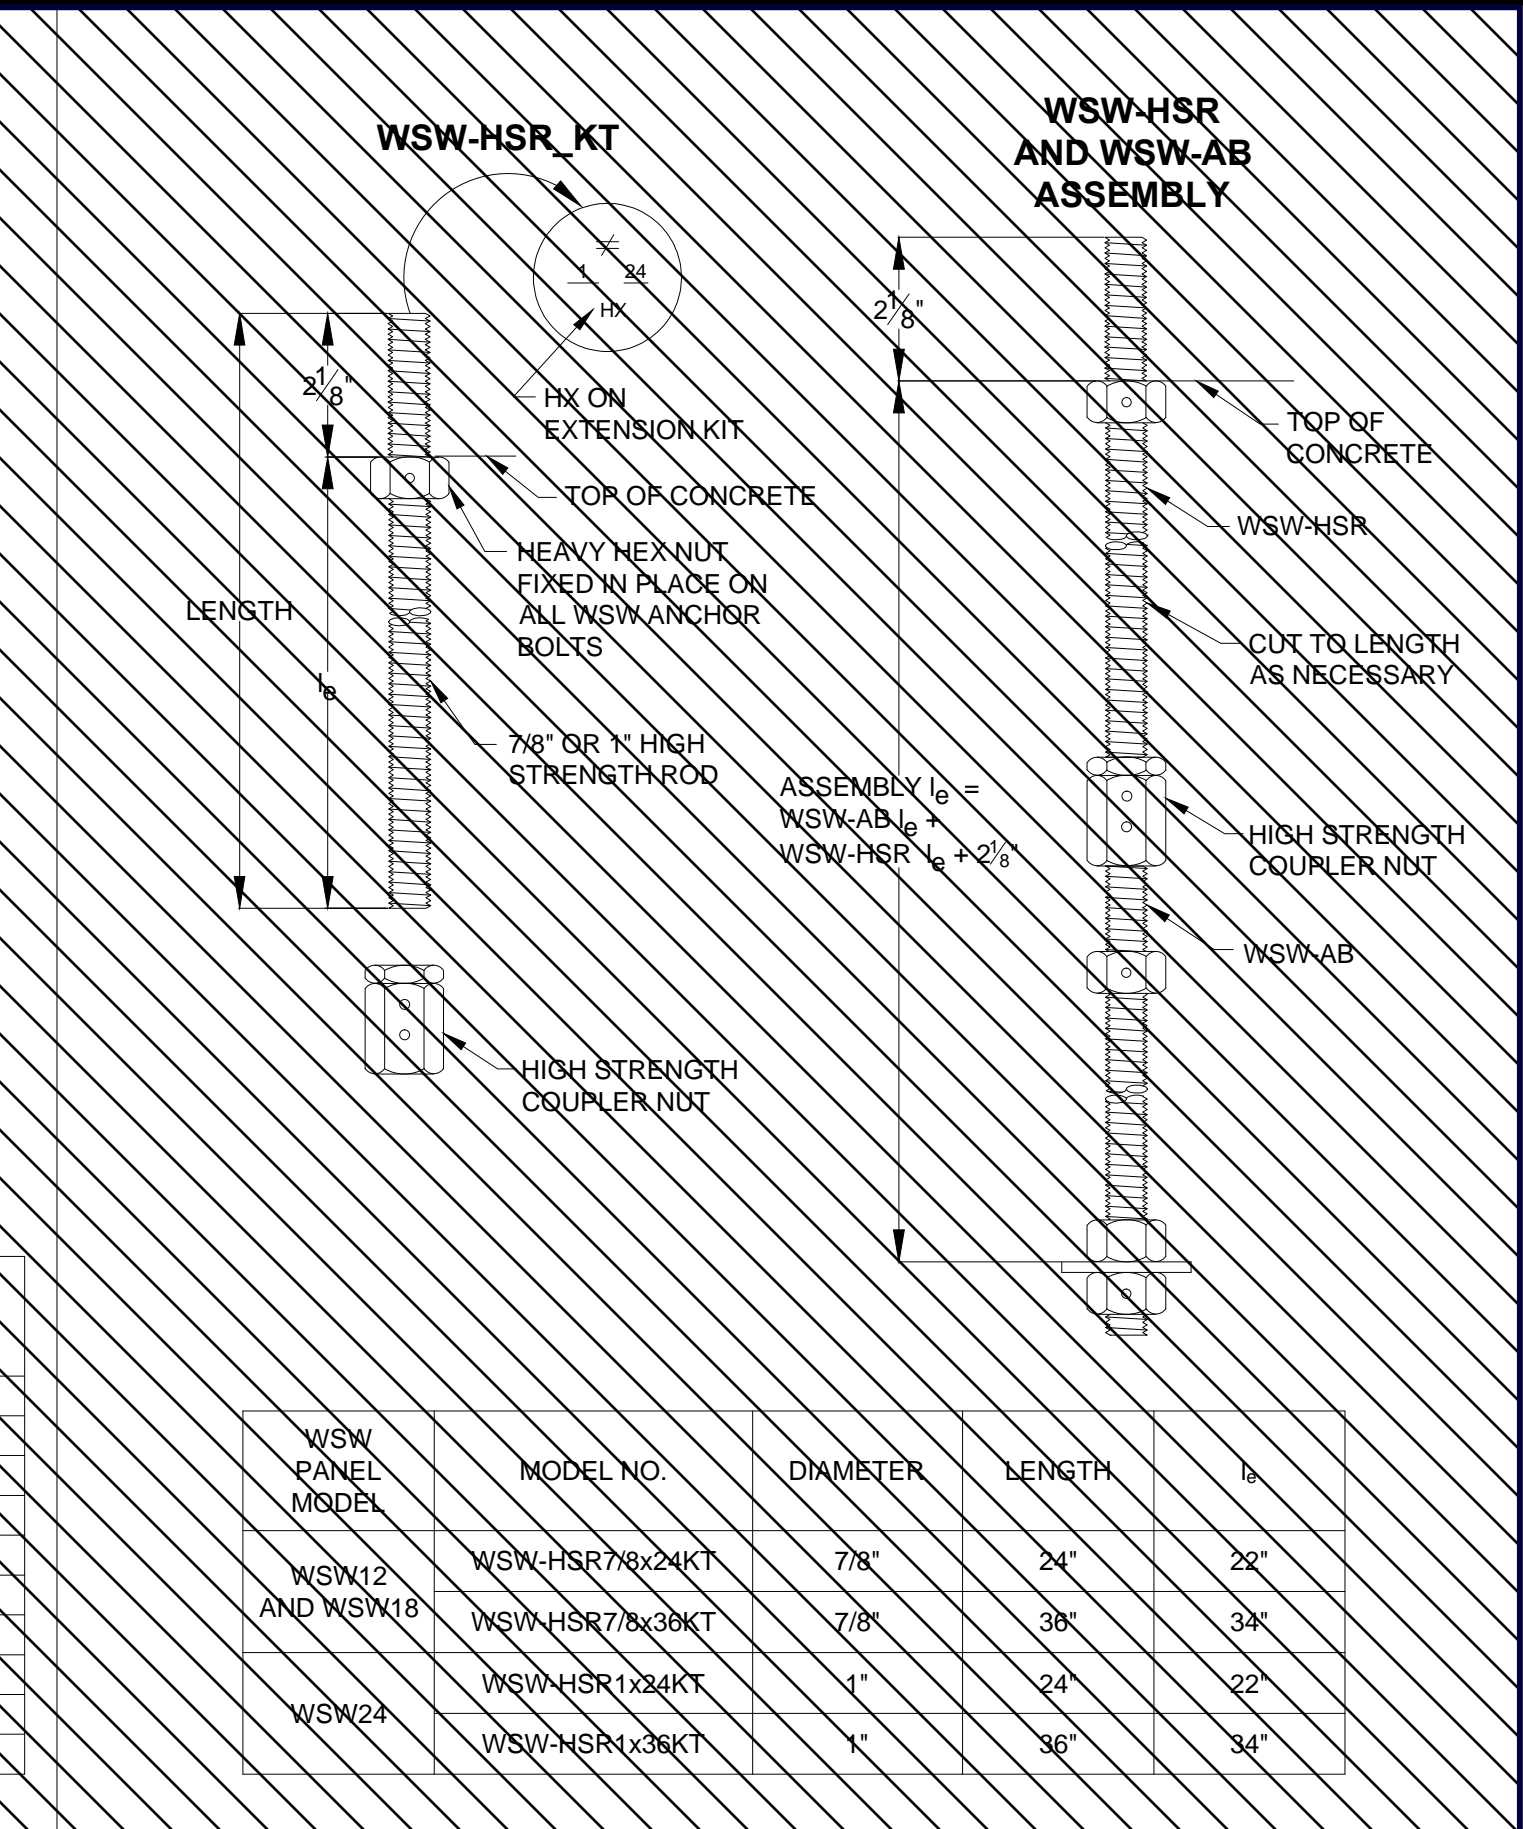 WSW-HSR_KT
1 24
HX
2 1/8"
HX ON
EXTENSION KIT
TOP OF CONCRETE
HEAVY HEX NUT
FIXED IN PLACE ON
ALL WSW ANCHOR
BOLTS
LENGTH
le
7/8" OR 1" HIGH
STRENGTH ROD
HIGH STRENGTH
COUPLER NUT
WSW-HSR
AND WSW-AB
ASSEMBLY
2 1/8"
TOP OF
CONCRETE
WSW-HSR
CUT TO LENGTH
AS NECESSARY
ASSEMBLY le =
WSW-AB le +
WSW-HSR le + 2 1/8"
HIGH STRENGTH
COUPLER NUT
WSW-AB
WSW
PANEL
MODEL
MODEL NO.
DIAMETER
LENGTH
le
WSW12
AND WSW18
WSW-HSR7/8x24KT 7/8" 24" 22"
WSW-HSR7/8x36KT 7/8" 36" 34"
WSW24
WSW-HSR1x24KT 1" 24" 22"
WSW-HSR1x36KT 1" 36" 34"